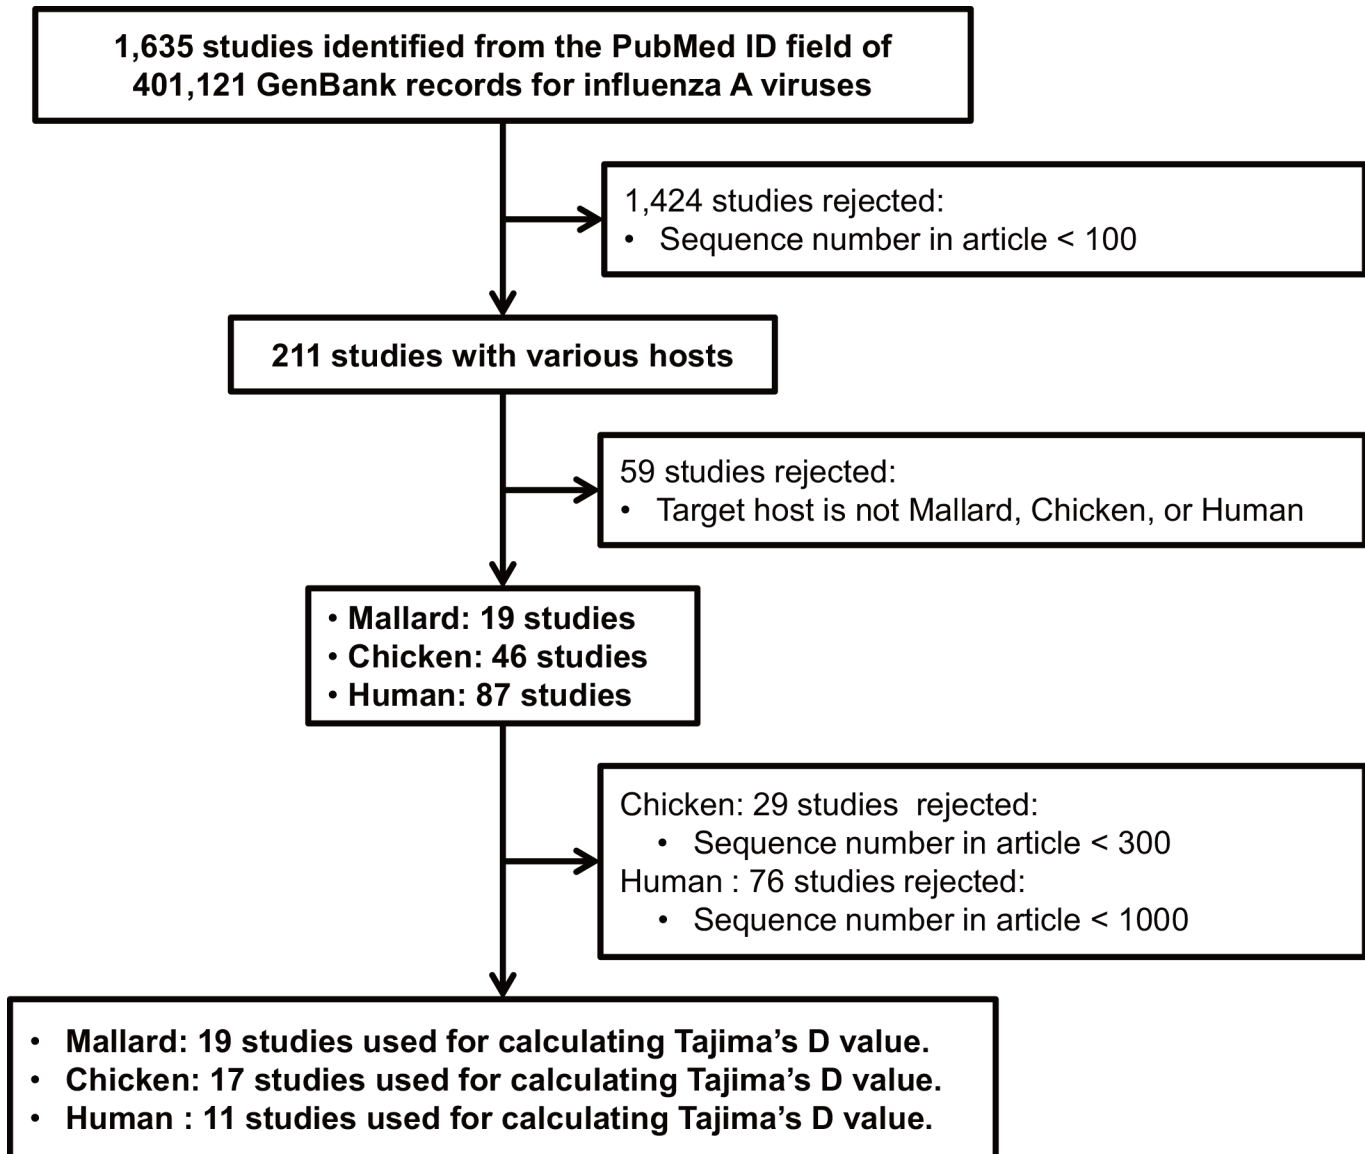 1,635 studies identified from the PubMed ID field of
401,121 GenBank records for influenza A viruses
1,424 studies rejected:
• Sequence number in article < 100
211 studies with various hosts
59 studies rejected:
• Target host is not Mallard, Chicken, or Human
• Mallard: 19 studies
• Chicken: 46 studies
• Human: 87 studies
Chicken: 29 studies  rejected:
• Sequence number in article < 300
Human : 76 studies rejected:
• Sequence number in article < 1000
• Mallard: 19 studies used for calculating Tajima’s D value.
• Chicken: 17 studies used for calculating Tajima’s D value.
• Human : 11 studies used for calculating Tajima’s D value.